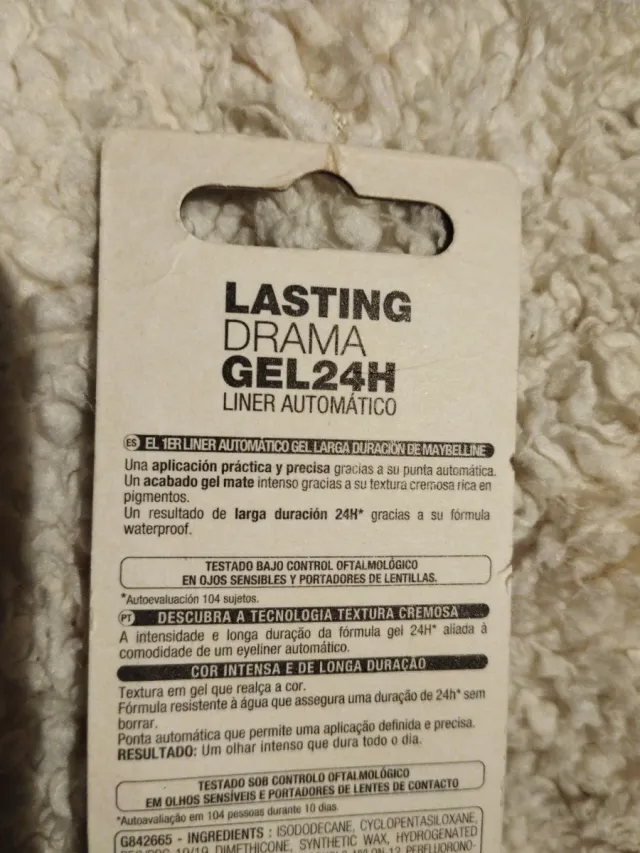 LASTING
DRAMA
GEL24H
LINER AUTOMÁTICO
ES EL 1ER LINER AUTOMÁTICO GEL LARGA DURACIÓN DE MAYBELLINE
Una aplicación práctica y precisa gracias a su punta automática.
Un acabado gel mate intenso gracias a su textura cremosa rica en
pigmentos.
Un resultado de larga duración 24H* gracias a su fórmula
waterproof.
TESTADO BAJO CONTROL OFTALMOLÓGICO
EN OJOS SENSIBLES Y PORTADORES DE LENTILLAS.
*Autoevaluación 104 sujetos.
PT DESCUBRA A TECNOLOGIA TEXTURA CREMOSA
A intensidade e longa duração da fórmula gel 24H* aliada à
comodidade de um eyeliner automático.
COR INTENSA E DE LONGA DURAÇÃO
Textura em gel que realça a cor.
Fórmula resistente à água que assegura uma duração de 24h* sem
borrar.
Ponta automática que permite uma aplicação definida e precisa.
RESULTADO: Um olhar intenso que dura todo o dia.
TESTADO SOB CONTROLO OFTALMOLÓGICO
EM OLHOS SENSÍVEIS E PORTADORES DE LENTES DE CONTACTO
*Autoavaliação em 104 pessoas durante 10 dias
G842665 - INGREDIENTS : ISODODECANE, CYCLOPENTASILOXANE,
10/10 DIMETHICONE, SYNTHETIC WAX, HYDROGENATED
PERFLUORONO-